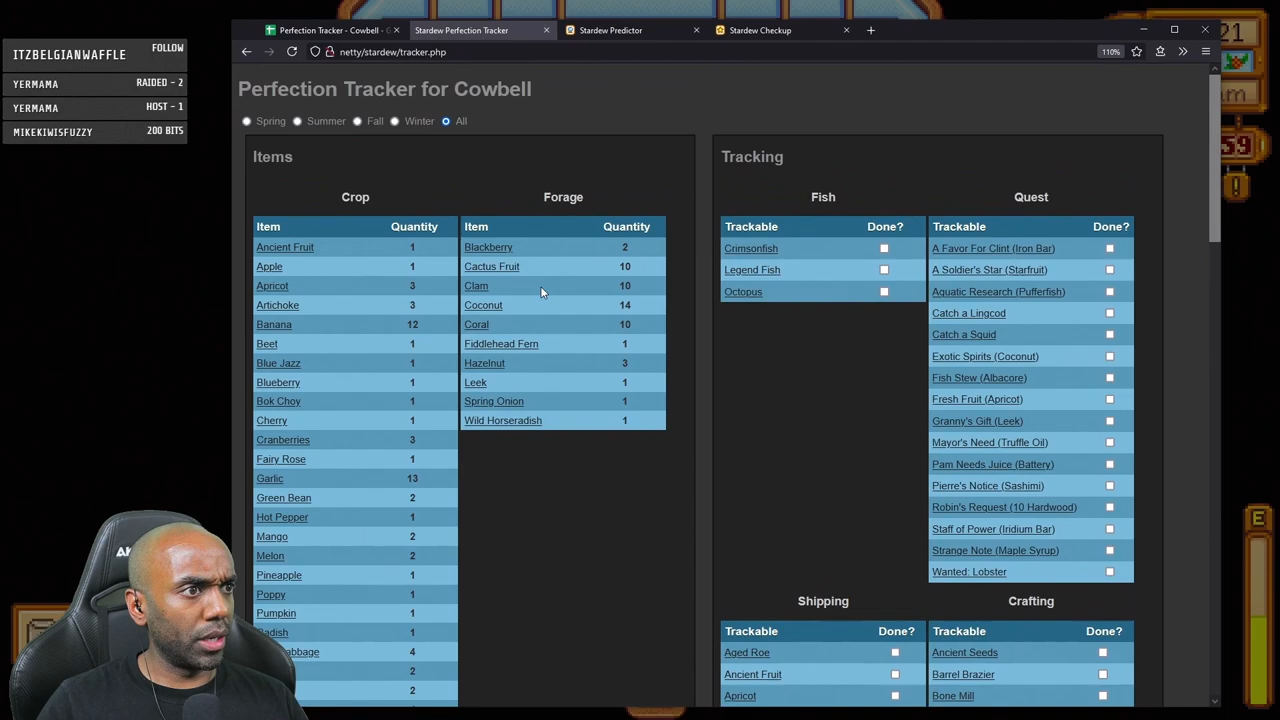 ITZBELGIANWAFFLE FOLLOW
YERMAMA RAIDED - 2
YERMAMA HOST - 1
MIKEKIWISFUZZY 200 BITS
Perfection Tracker - Cowbell - G
Stardew Perfection Tracker
Stardew Predictor
Stardew Checkup
netty/stardew/tracker.php
110%
Perfection Tracker for Cowbell
Spring Summer Fall Winter All
Items
Crop
Item Quantity
Ancient Fruit 1
Apple 1
Apricot 3
Artichoke 3
Banana 12
Beet 1
Blue Jazz 1
Blueberry 1
Bok Choy 1
Cherry 1
Cranberries 3
Fairy Rose 1
Garlic 13
Green Bean 2
Hot Pepper 1
Mango 2
Melon 2
Pineapple 1
Poppy 1
Pumpkin 1
Radish 1
abbage 4
2
2
Forage
Item Quantity
Blackberry 2
Cactus Fruit 10
Clam 10
Coconut 14
Coral 10
Fiddlehead Fern 1
Hazelnut 3
Leek 1
Spring Onion 1
Wild Horseradish 1
Tracking
Fish
Trackable Done?
Crimsonfish
Legend Fish
Octopus
Quest
Trackable Done?
A Favor For Clint (Iron Bar)
A Soldier's Star (Starfruit)
Aquatic Research (Pufferfish)
Catch a Lingcod
Catch a Squid
Exotic Spirits (Coconut)
Fish Stew (Albacore)
Fresh Fruit (Apricot)
Granny's Gift (Leek)
Mayor's Need (Truffle Oil)
Pam Needs Juice (Battery)
Pierre's Notice (Sashimi)
Robin's Request (10 Hardwood)
Staff of Power (Iridium Bar)
Strange Note (Maple Syrup)
Wanted: Lobster
Shipping
Trackable Done?
Aged Roe
Ancient Fruit
Apricot
Crafting
Trackable Done?
Ancient Seeds
Barrel Brazier
Bone Mill
21
am
59
E